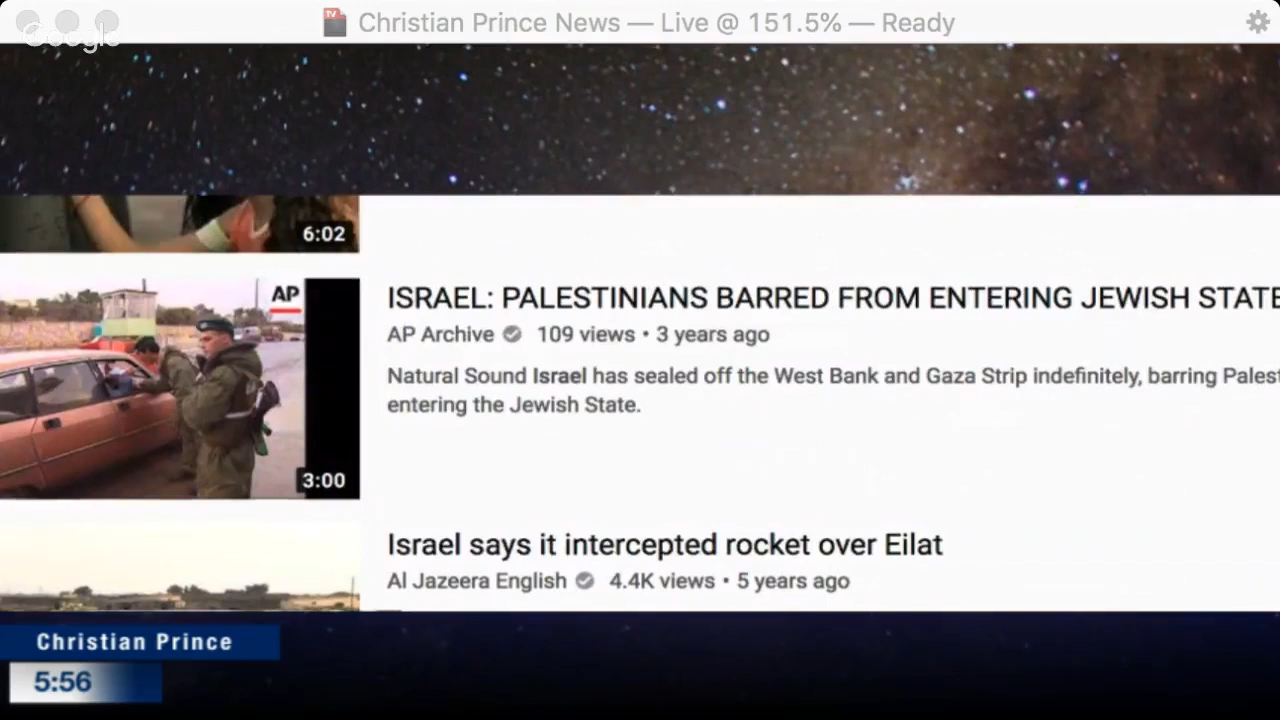 Google
Christian Prince News — Live @ 151.5% — Ready
6:02
AP
3:00
ISRAEL: PALESTINIANS BARRED FROM ENTERING JEWISH STATE
AP Archive 109 views • 3 years ago
Natural Sound Israel has sealed off the West Bank and Gaza Strip indefinitely, barring Palest
entering the Jewish State.
Israel says it intercepted rocket over Eilat
Al Jazeera English 4.4K views • 5 years ago
Christian Prince
5:56